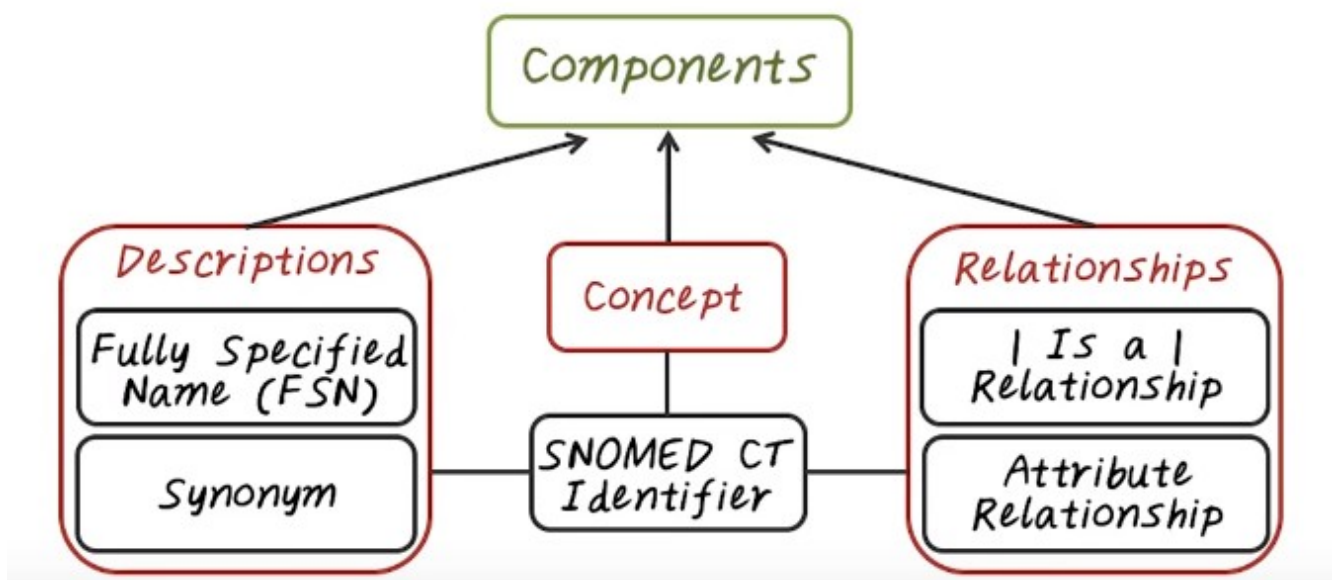 Components
Descriptions
Fully Specified
Name (FSN)
Synonym
Concept
SNOMED CT
Identifier
Relationships
| Is a |
Relationship
Attribute
Relationship